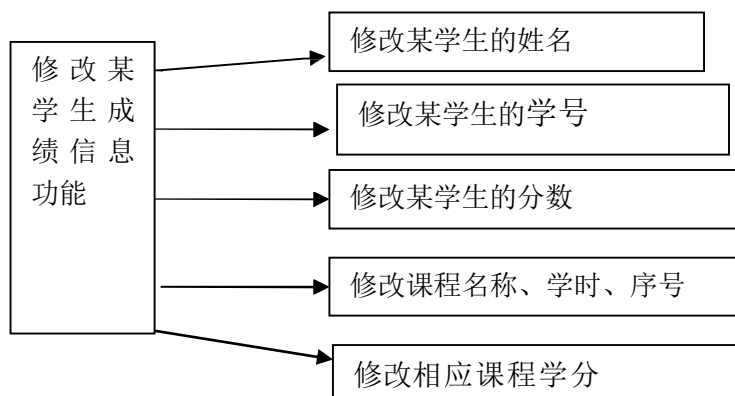 修改某
学生成
绩信息
功能
修改某学生的姓名
修改某学生的学号
修改某学生的分数
修改课程名称、学时、序号
修改相应课程学分